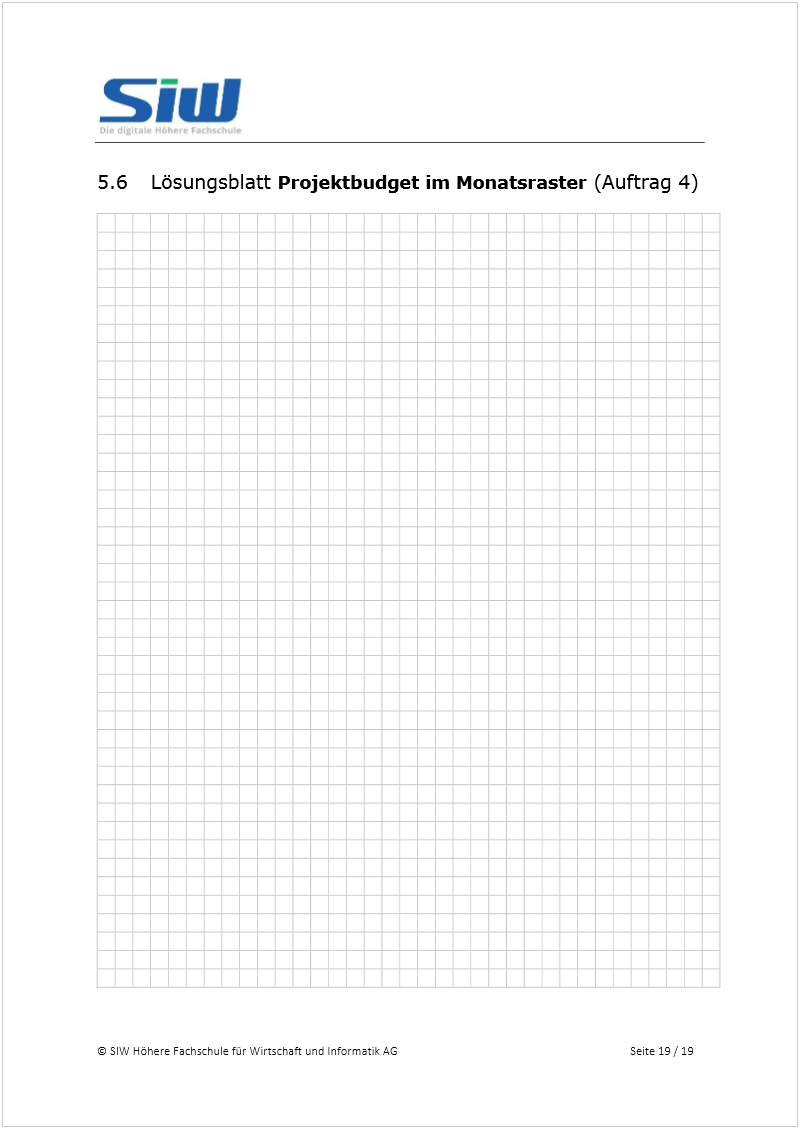 SIW
Die digitale Höhere Fachschule
5.6 Lösungsblatt Projektbudget im Monatsraster (Auftrag 4)
© SIW Höhere Fachschule für Wirtschaft und Informatik AG Seite 19 / 19